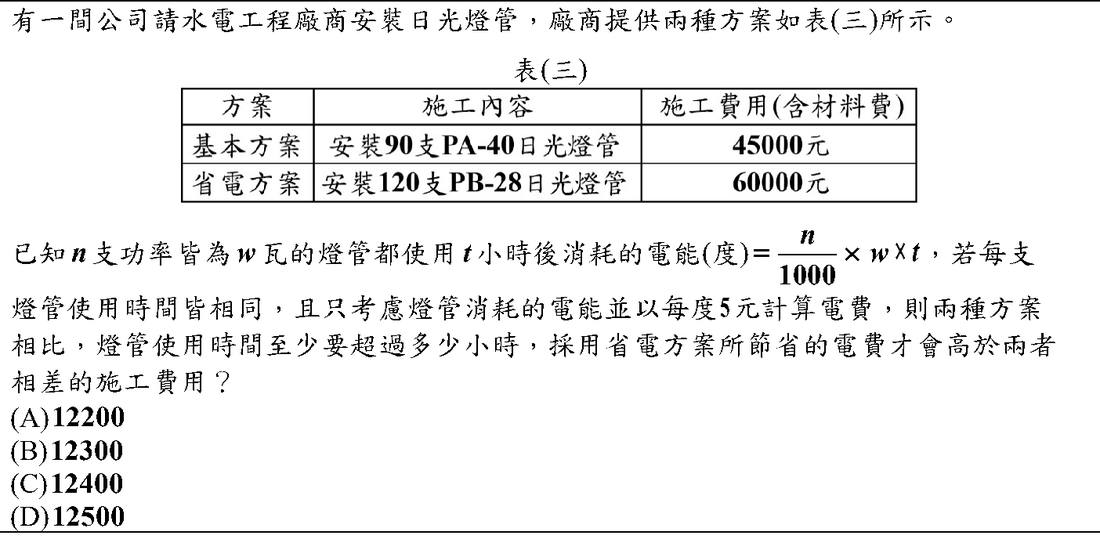 有一間公司請水電工程廠商安裝日光燈管，廠商提供兩種方案如表(三)所示。
表(三)
方案 施工內容 施工費用(含材料費)
基本方案 安裝90支PA-40日光燈管 45000元
省電方案 安裝120支PB-28日光燈管 60000元
已知n支功率皆為w瓦的燈管都使用t小時後消耗的電能(度)=n/1000×w×t，若每支
燈管使用時間皆相同，且只考慮燈管消耗的電能並以每度5元計算電費，則兩種方案
相比，燈管使用時間至少要超過多少小時，採用省電方案所節省的電費才會高於兩者
相差的施工費用？
(A)12200
(B)12300
(C)12400
(D)12500